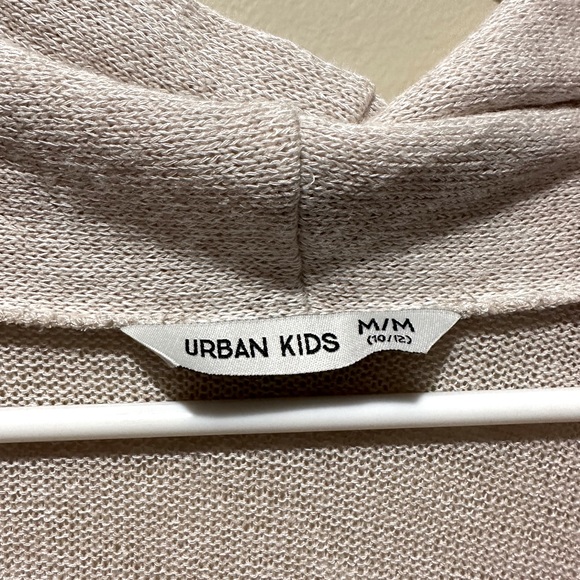 URBAN KIDS
M/M
(10/12)